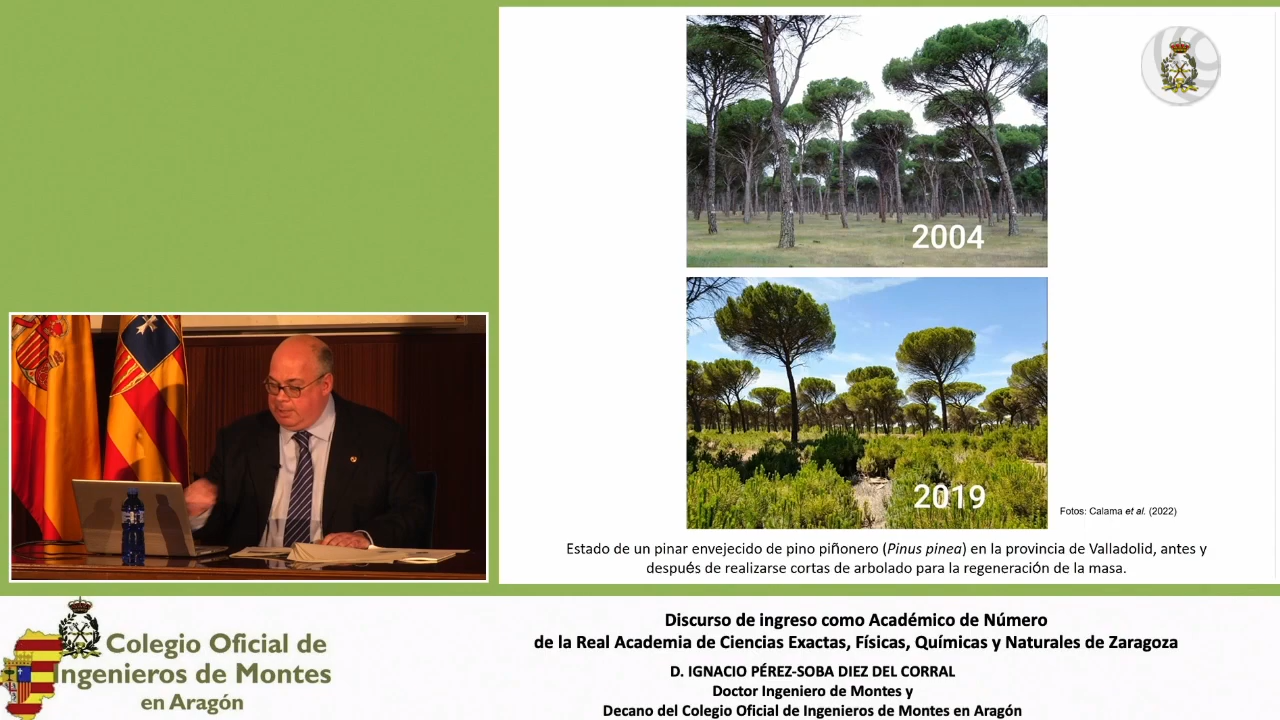 2004
2019
Fotos: Calama et al. (2022)
Estado de un pinar envejecido de pino piñonero (Pinus pinea) en la provincia de Valladolid, antes y
después de realizarse cortas de arbolado para la regeneración de la masa.
Colegio Oficial de
Ingenieros de Montes
en Aragón
Discurso de ingreso como Académico de Número
de la Real Academia de Ciencias Exactas, Físicas, Químicas y Naturales de Zaragoza
D. IGNACIO PÉREZ-SOBA DIEZ DEL CORRAL
Doctor Ingeniero de Montes y
Decano del Colegio Oficial de Ingenieros de Montes en Aragón